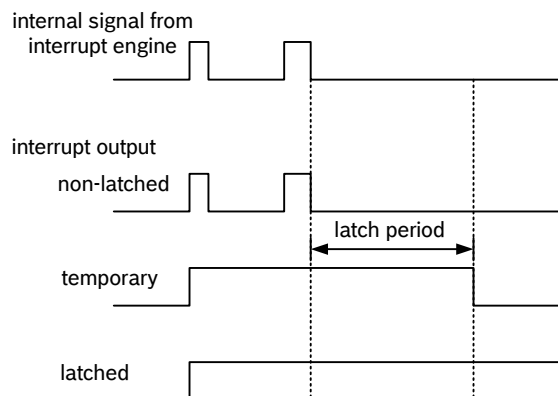 internal signal from
interrupt engine
interrupt output
non-latched
latch period
temporary
latched